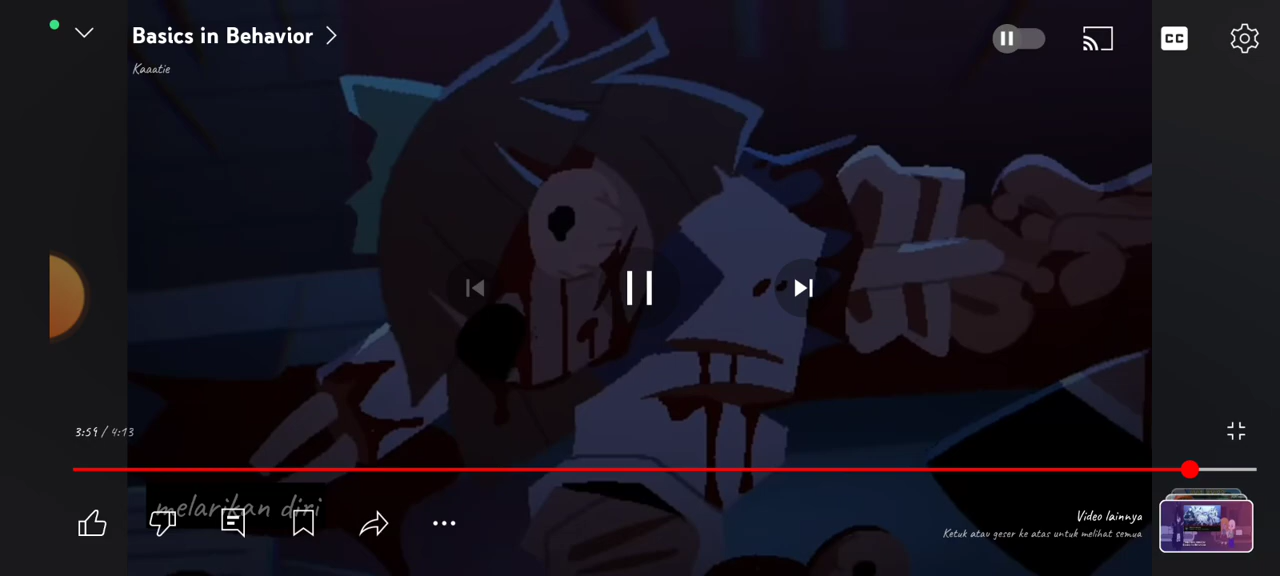 Basics in Behavior
Kaaatie
CC
3:59 / 4:13
melarikan diri
Video lainnya
Ketuk atau geser ke atas untuk melihat semua